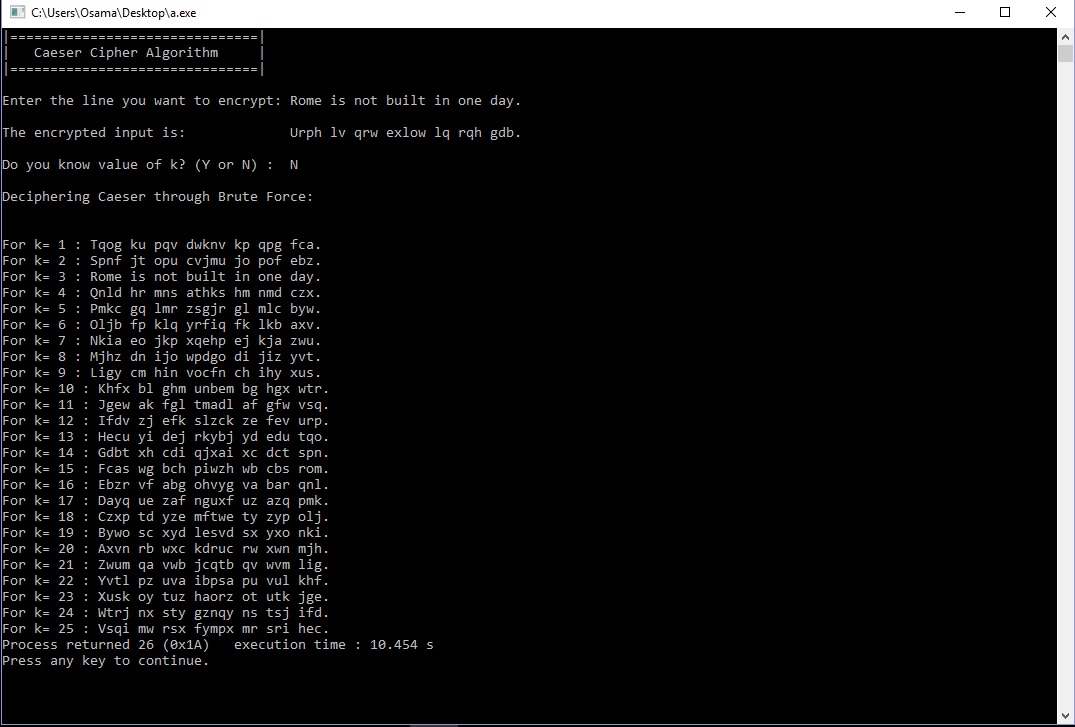 C:\Users\Osama\Desktop\a.exe
|===============================|
|   Caeser Cipher Algorithm     |
|===============================|
Enter the line you want to encrypt: Rome is not built in one day.
The encrypted input is:             Urph lv qrw exlow lq rqh gdb.
Do you know value of k? (Y or N) :  N
Deciphering Caeser through Brute Force:
For k= 1 : Tqog ku pqv dwknv kp qpg fca.
For k= 2 : Spnf jt opu cvjmu jo pof ebz.
For k= 3 : Rome is not built in one day.
For k= 4 : Qnld hr mns athks hm nmd czx.
For k= 5 : Pmkc gq lmr zsgjr gl mlc byw.
For k= 6 : Oljb fp klq yrfiq fk lkb axv.
For k= 7 : Nkia eo jkp xqehp ej kja zwu.
For k= 8 : Mjhz dn ijo wpdgo di jiz yvt.
For k= 9 : Ligy cm hin vocfn ch ihy xus.
For k= 10 : Khfx bl ghm unbem bg hgx wtr.
For k= 11 : Jgew ak fgl tmadl af gfw vsq.
For k= 12 : Ifdv zj efk slzck ze fev urp.
For k= 13 : Hecu yi dej rkybj yd edu tqo.
For k= 14 : Gdbt xh cdi qjxai xc dct spn.
For k= 15 : Fcas wg bch piwzh wb cbs rom.
For k= 16 : Ebzr vf abg ohvyg va bar qnl.
For k= 17 : Dayq ue zaf nguxf uz azq pmk.
For k= 18 : Czxp td yze mftwe ty zyp olj.
For k= 19 : Bywo sc xyd lesvd sx yxo nki.
For k= 20 : Axvn rb wxc kdruc rw xwn mjh.
For k= 21 : Zwum qa vwb jcqtb qv wvm lig.
For k= 22 : Yvtl pz uva ibpsa pu vul khf.
For k= 23 : Xusk oy tuz haorz ot utk jge.
For k= 24 : Wtrj nx sty gznqy ns tsj ifd.
For k= 25 : Vsqi mw rsx fympx mr sri hec.
Process returned 26 (0x1A)   execution time : 10.454 s
Press any key to continue.